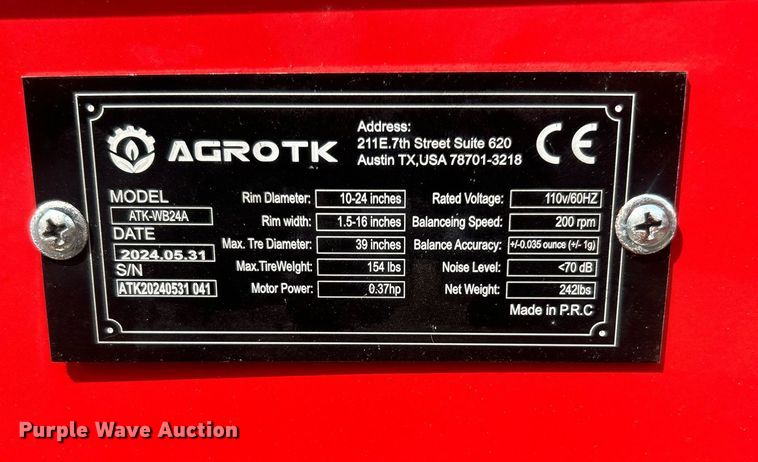 AGROTK
Address:
211E.7th Street Suite 620
Austin TX,USA 78701-3218
CE
MODEL
ATK-WB24A
DATE
2024.05.31
S/N
ATK20240531 041
Rim Dlameter: 10-24 inches
Rim width: 1.5-16 inches
Max. Tre Diameter: 39 inches
Max.TireWelght: 154 lbs
Motor Power: 0.37hp
Rated Voltage: 110v/60HZ
Balanceing Speed: 200 rpm
Balance Accuracy: +/-0.035 ounce (+/- 1g)
Noise Level: <70 dB
Net Weight: 242lbs
Made in P.R.C
Purple Wave Auction